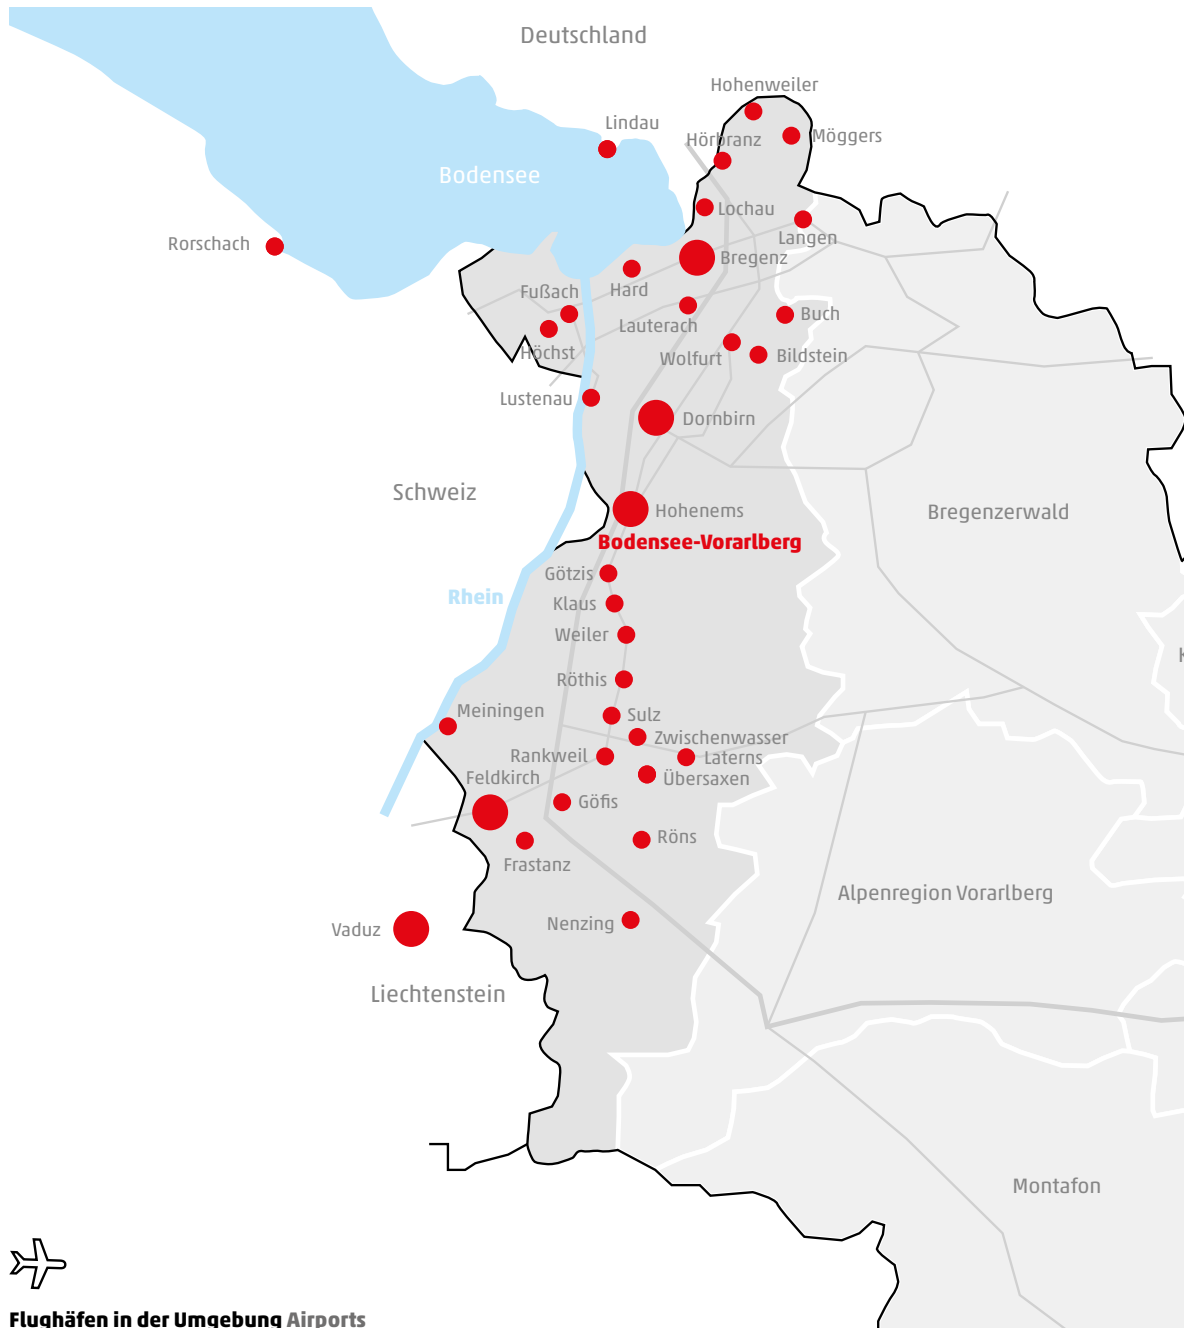 Deutschland
Hohenweiler
Lindau
Hörbranz
Möggers
Bodensee
Lochau
Rorschach
Langen
Bregenz
Fußach
Hard
Buch
Lauterach
Höchst
Wolfurt
Bildstein
Lustenau
Dornbirn
Schweiz
Hohenems
Bregenzerwald
Bodensee-Vorarlberg
Götzis
Rhein
Klaus
Weiler
K
Röthis
Meiningen
Sulz
Zwischenwasser
Rankweil
Laterns
Feldkirch
Übersaxen
Göfis
Röns
Frastanz
Alpenregion Vorarlberg
Nenzing
Vaduz
Liechtenstein
Montafon
Flughäfen in der Umgebung Airports